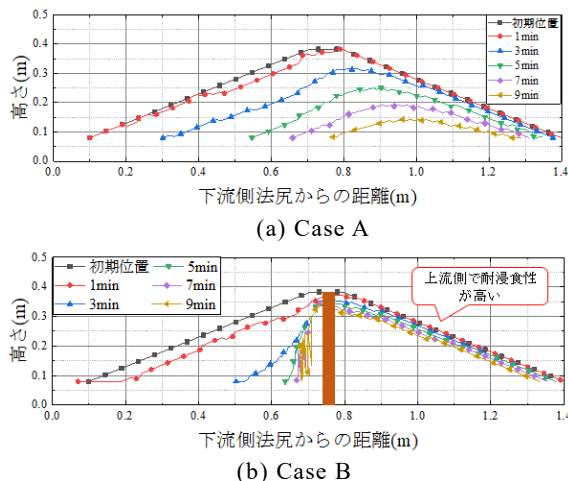 0.5
0.4
0.3
0.2
0.1
0.0
高さ(m)
初期位置
1min
3min
5min
7min
9min
0.0 0.2 0.4 0.6 0.8 1.0 1.2 1.4
下流側法尻からの距離(m)
(a) Case A
0.5
0.4
0.3
0.2
0.1
0.0
高さ(m)
初期位置 5min
1min 7min
3min 9min
上流側で耐浸食性
が高い
0.0 0.2 0.4 0.6 0.8 1.0 1.2 1.4
下流側法尻からの距離(m)
(b) Case B